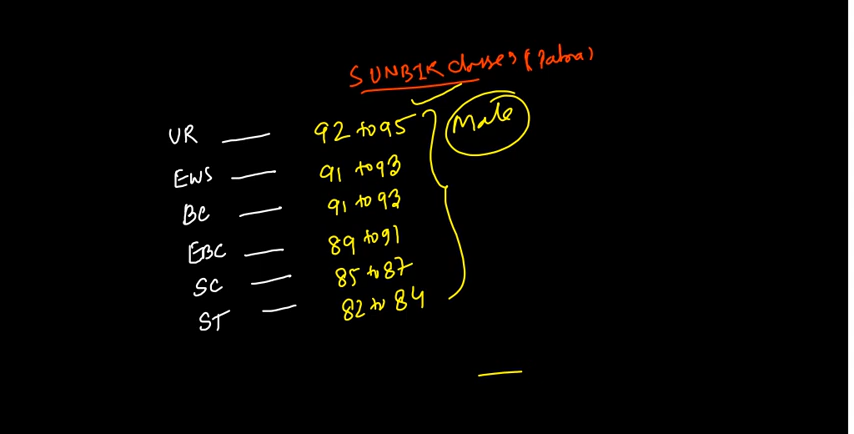 SUNBIR classes (Patna)
Male
UR — 92 to 95
EWS — 91 to 93
BC — 91 to 93
EBC — 89 to 91
SC — 85 to 87
ST — 82 to 84